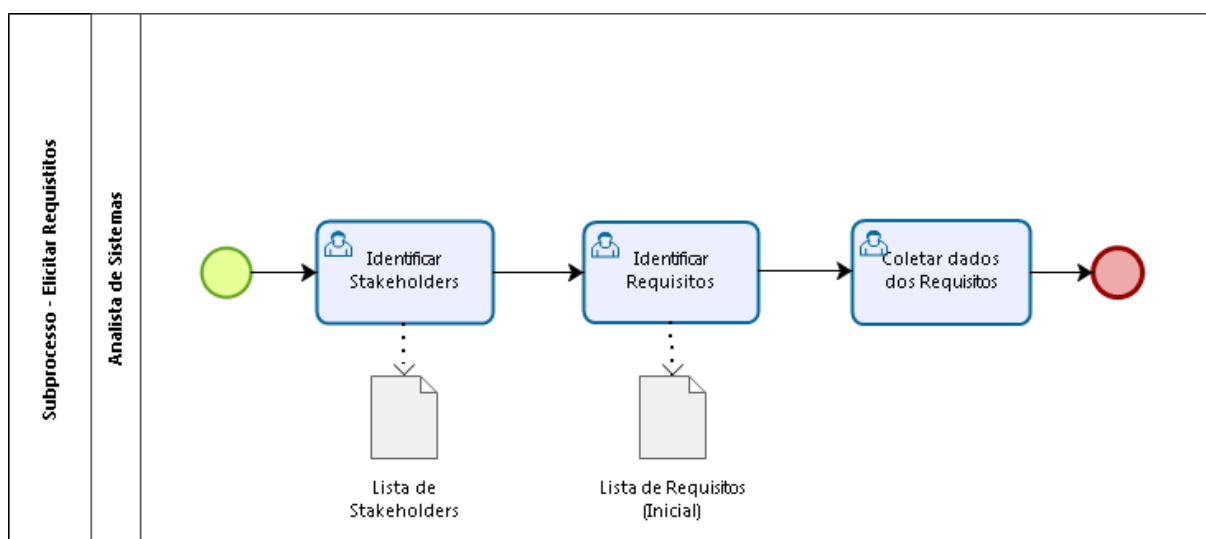 Subprocesso - Elicitar Requistitos
Analista de Sistemas
Identificar
Stakeholders
Identificar
Requisitos
Coletar dados
dos Requisitos
Lista de
Stakeholders
Lista de Requisitos
(Inicial)